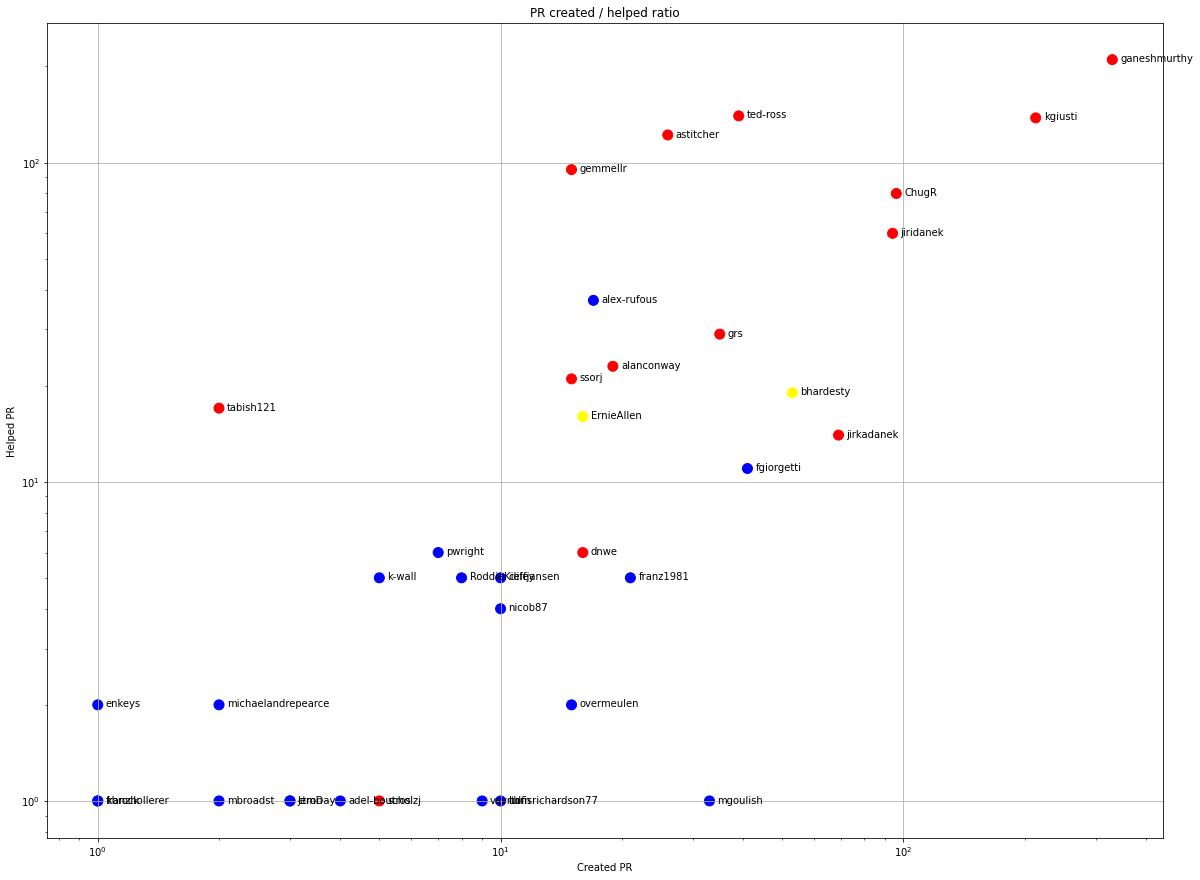 PR created / helped ratio
ganeshmurthy
ted-ross
kgiusti
astitcher
gemmellr
10²
ChugR
jiridanek
alex-rufous
grs
alanconway
ssorj
bhardesty
tabish121
ErnieAllen
jirkadanek
fgiorgetti
10¹
pwright
dnwe
k-wall
franz1981
nicob87
enkeys
michaelandrepearce
overmeulen
10⁰
mbroadst
mgoulish
10⁰
10¹
10²
Created PR
Helped PR